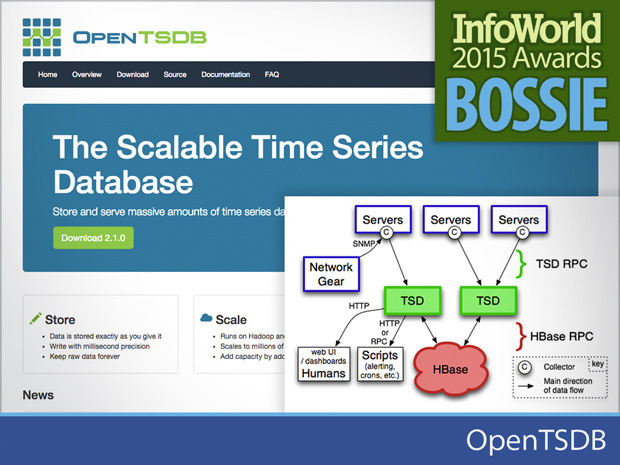 OPENTSDB
InfoWorld
2015 Awards
BOSSIE
Home Overview Download Source Documentation FAQ
The Scalable Time Series
Database
Store and serve massive amounts of time series da
Download 2.1.0
Store
Data is stored exactly as you give it
Write with millisecond precision
Keep raw data forever
Scale
Runs on Hadoop and
Scales to millions of
Add capacity by add
News
Servers Servers Servers
C C C
SNMP
Network
Gear
TSD RPC
TSD TSD
HTTP
HTTP
or
RPC
HBase RPC
web UI
/ dashboards
Humans
Scripts
(alerting,
crons, etc.)
HBase
key
C Collector
Main direction
of data flow
OpenTSDB